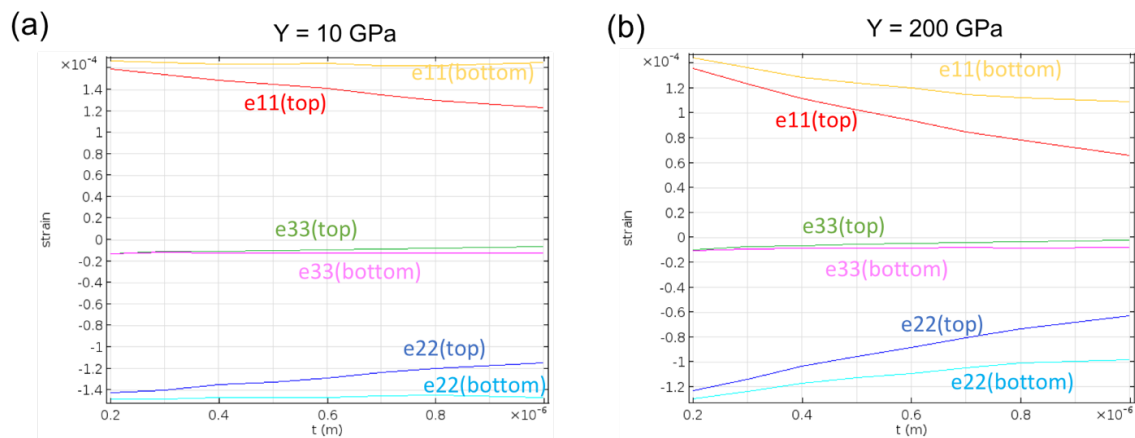 (a)
Y = 10 GPa
×10⁻⁴
1.4
1.2
1
0.8
0.6
0.4
0.2
0
-0.2
-0.4
-0.6
-0.8
-1
-1.2
-1.4
strain
e11(bottom)
e11(top)
e33(top)
e33(bottom)
e22(top)
e22(bottom)
0.2
0.4
0.6
0.8
×10⁻⁶
t (m)
(b)
Y = 200 GPa
×10⁻⁴
1.4
1.2
1
0.8
0.6
0.4
0.2
0
-0.2
-0.4
-0.6
-0.8
-1
-1.2
strain
e11(bottom)
e11(top)
e33(top)
e33(bottom)
e22(top)
e22(bottom)
0.2
0.4
0.6
0.8
×10⁻⁶
t (m)